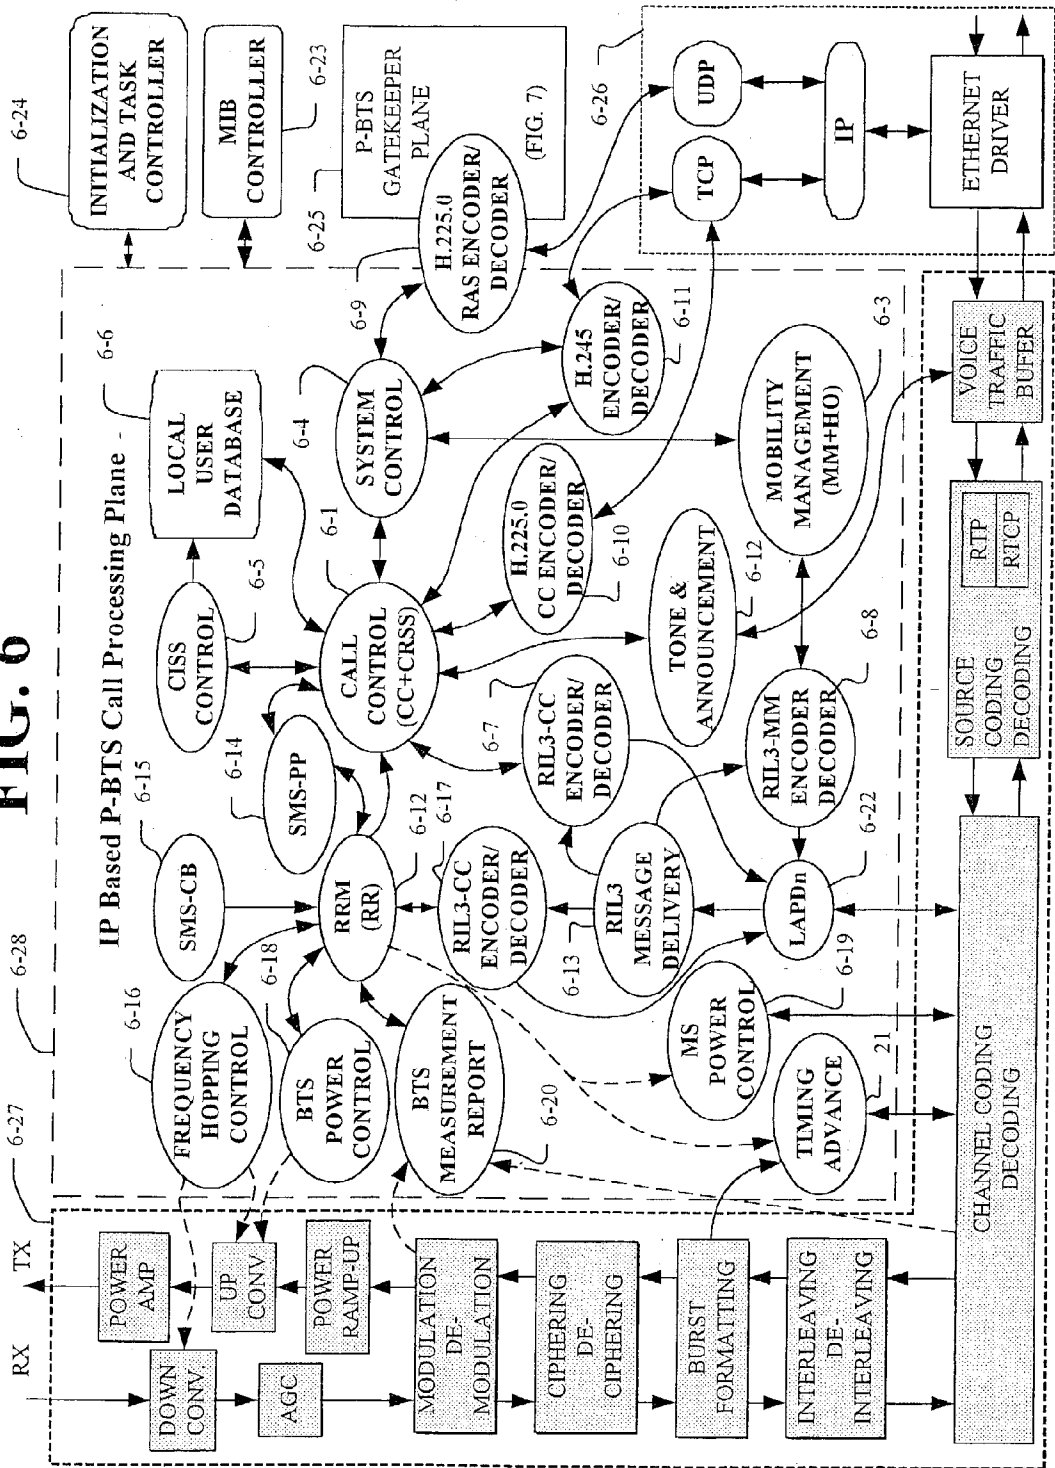 FIG. 6
RX
TX
6-27
6-28
IP Based P-BTS Call Processing Plane -
6-24
INITIALIZATION
AND TASK
CONTROLLER
MIB
CONTROLLER
6-23
P-BTS
GATEKEEPER
PLANE
(FIG. 7)
6-25
H.225.0
RAS ENCODER/
DECODER
6-9
6-26
UDP
TCP
IP
ETHERNET
DRIVER
6-6
LOCAL
USER
DATABASE
6-4
SYSTEM
CONTROL
H.245
ENCODER/
DECODER
6-11
6-3
MOBILITY
MANAGEMENT
(MM+HO)
CISS
CONTROL
6-5
6-1
CALL
CONTROL
(CC+CRSS)
H.225.0
CC ENCODER/
DECODER
6-10
TONE &
ANNOUNCEMENT
6-12
6-14
SMS-PP
6-15
SMS-CB
RRM
(RR)
6-12
6-17
RIL3-CC
ENCODER/
DECODER
6-7
RIL3-CC
ENCODER/
DECODER
6-13
RIL3
MESSAGE
DELIVERY
RIL3-MM
ENCODER
DECODER
6-8
6-22
LAPDn
6-16
FREQUENCY
HOPPING
CONTROL
6-18
BTS
POWER
CONTROL
BTS
MEASUREMENT
REPORT
6-20
MS
POWER
CONTROL
6-19
TIMING
ADVANCE
21
POWER
AMP
DOWN
CONV.
UP
CONV
AGC
POWER
RAMP-UP
MODULATION
DE-
MODULATION
CIPHERING
DE-
CIPHERING
BURST
FORMATTING
INTERLEAVING
DE-
INTERLEAVING
CHANNEL CODING
DECODING
SOURCE
CODING
DECODING
RTP
RTCP
VOICE
TRAFFIC
BUFER